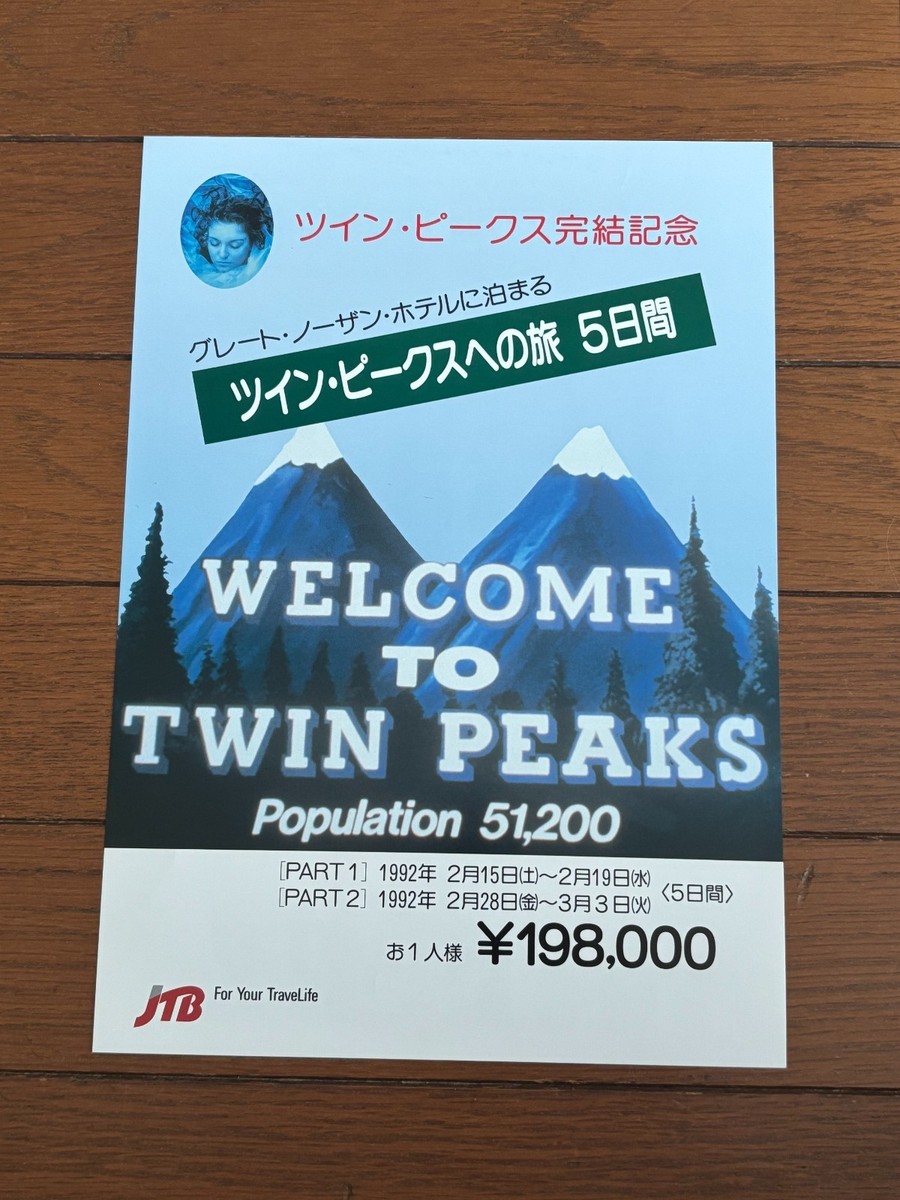 ツイン・ピークス完結記念
グレート・ノーザン・ホテルに泊まる
ツイン・ピークスへの旅 5日間
WELCOME
TO
TWIN PEAKS
Population 51,200
[PART1] 1992年 2月15日㈯～2月19日㈬
[PART2] 1992年 2月28日㈮～3月3日㈫
〈5日間〉
お1人様 ¥198,000
JTB For Your TraveLife